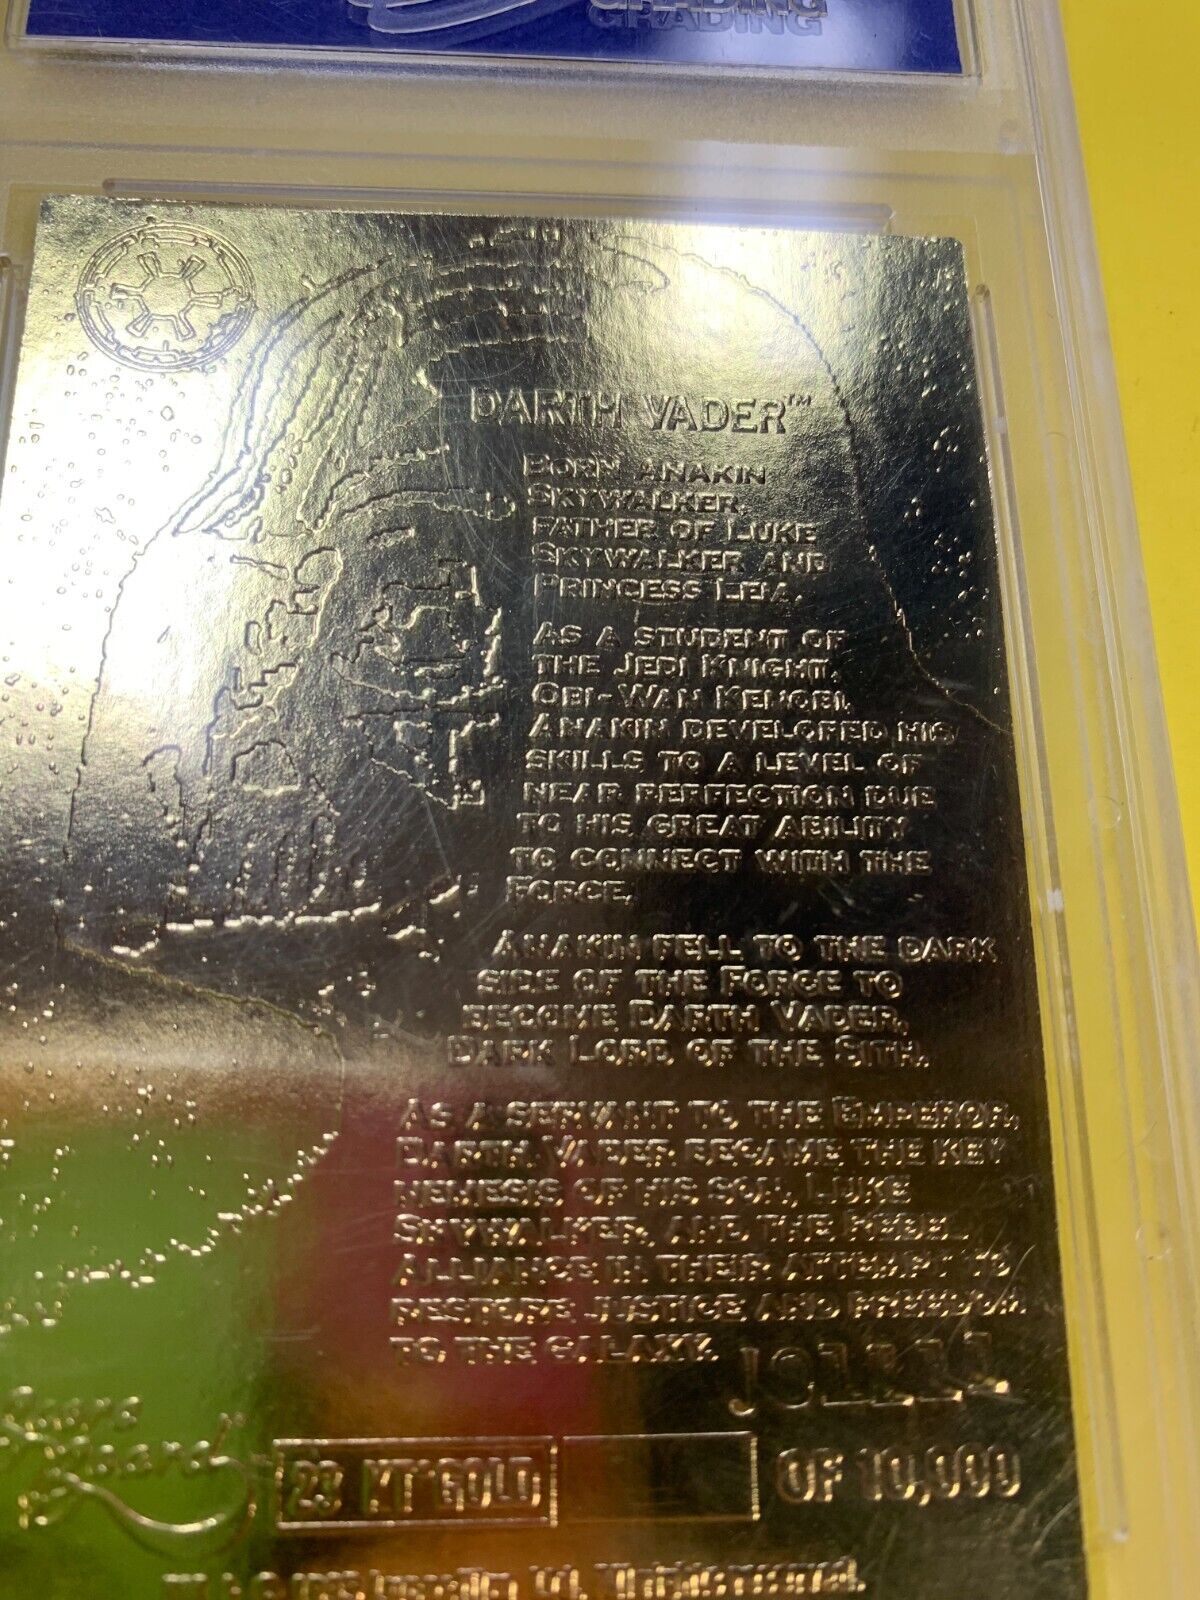 GRADING
DARTH VADER™
BORN ANAKIN
SKYWALKER,
FATHER OF LUKE
SKYWALKER AND
PRINCESS LEIA.
AS A STUDENT OF
THE JEDI KNIGHT,
OBI-WAN KENOBI,
ANAKIN DEVELOPED HIS
SKILLS TO A LEVEL OF
NEAR PERFECTION DUE
TO HIS GREAT ABILITY
TO CONNECT WITH THE
FORCE.
ANAKIN FELL TO THE DARK
SIDE OF THE FORCE TO
BECOME DARTH VADER,
DARK LORD OF THE SITH.
AS A SERVANT TO THE EMPEROR,
DARTH VADER BECAME THE KEY
NEMESIS OF HIS SON, LUKE
SKYWALKER, AND THE REBEL
ALLIANCE IN THEIR ATTEMPT TO
RESTORE JUSTICE AND FREEDOM
TO THE GALAXY.
23 KT GOLD OF 10,000